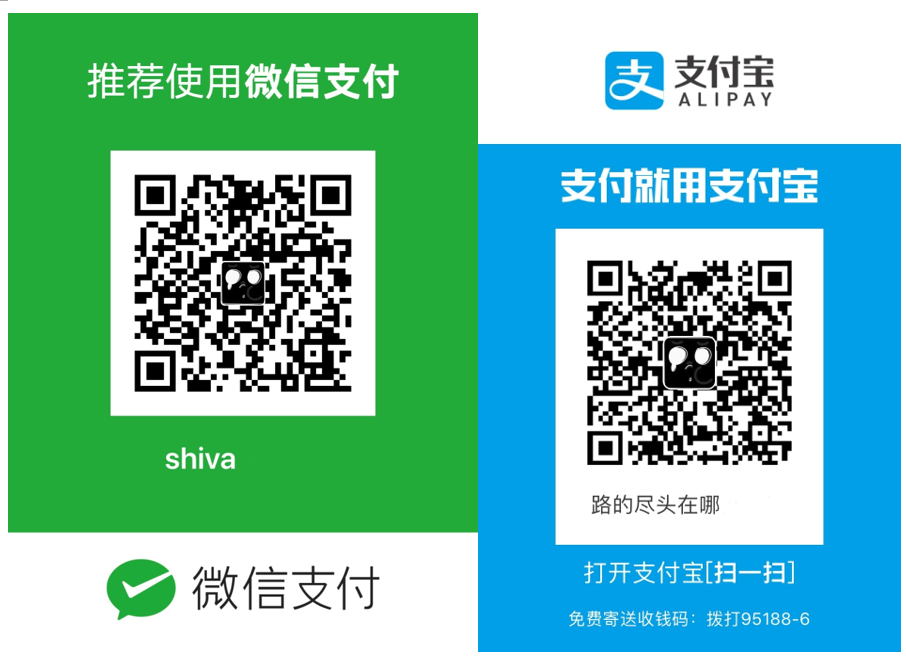 推荐使用微信支付
shiva
微信支付
支付宝
ALIPAY
支付就用支付宝
路的尽头在哪
打开支付宝[扫一扫]
免费寄送收钱码：拨打95188-6